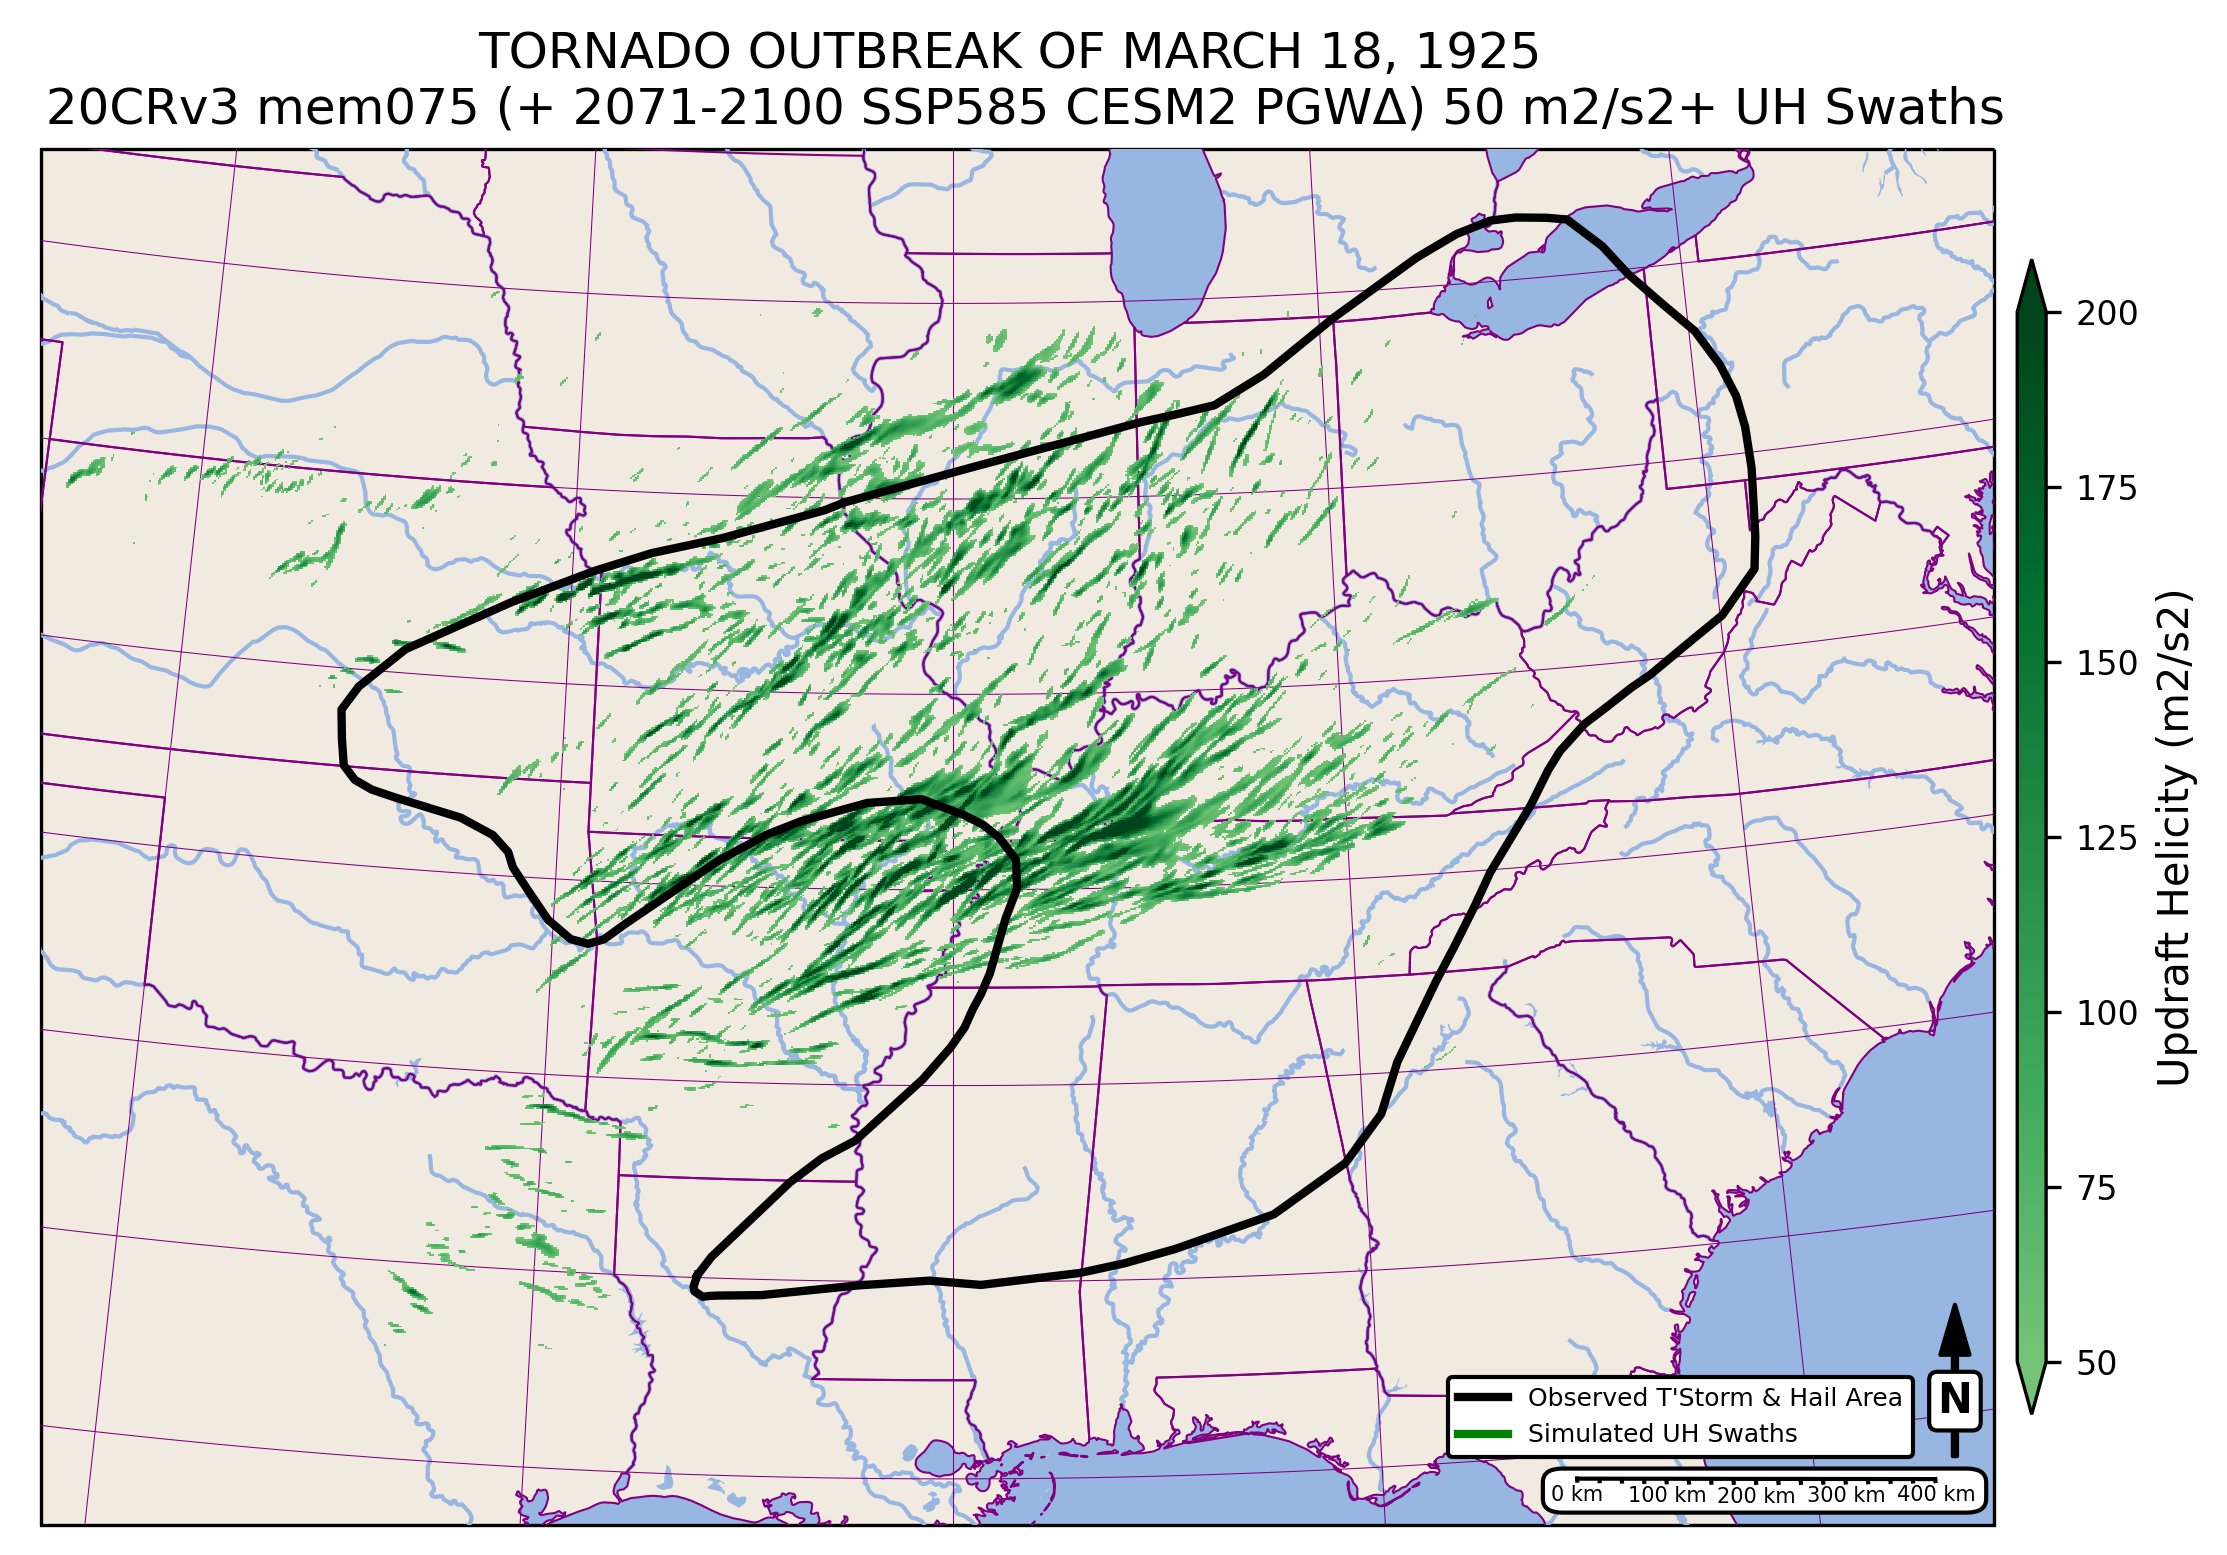 TORNADO OUTBREAK OF MARCH 18, 1925
20CRv3 mem075 (+ 2071-2100 SSP585 CESM2 PGWΔ) 50 m2/s2+ UH Swaths
200
175
150
125
100
75
50
Updraft Helicity (m2/s2)
Observed T'Storm & Hail Area
Simulated UH Swaths
N
0 km 100 km 200 km 300 km 400 km